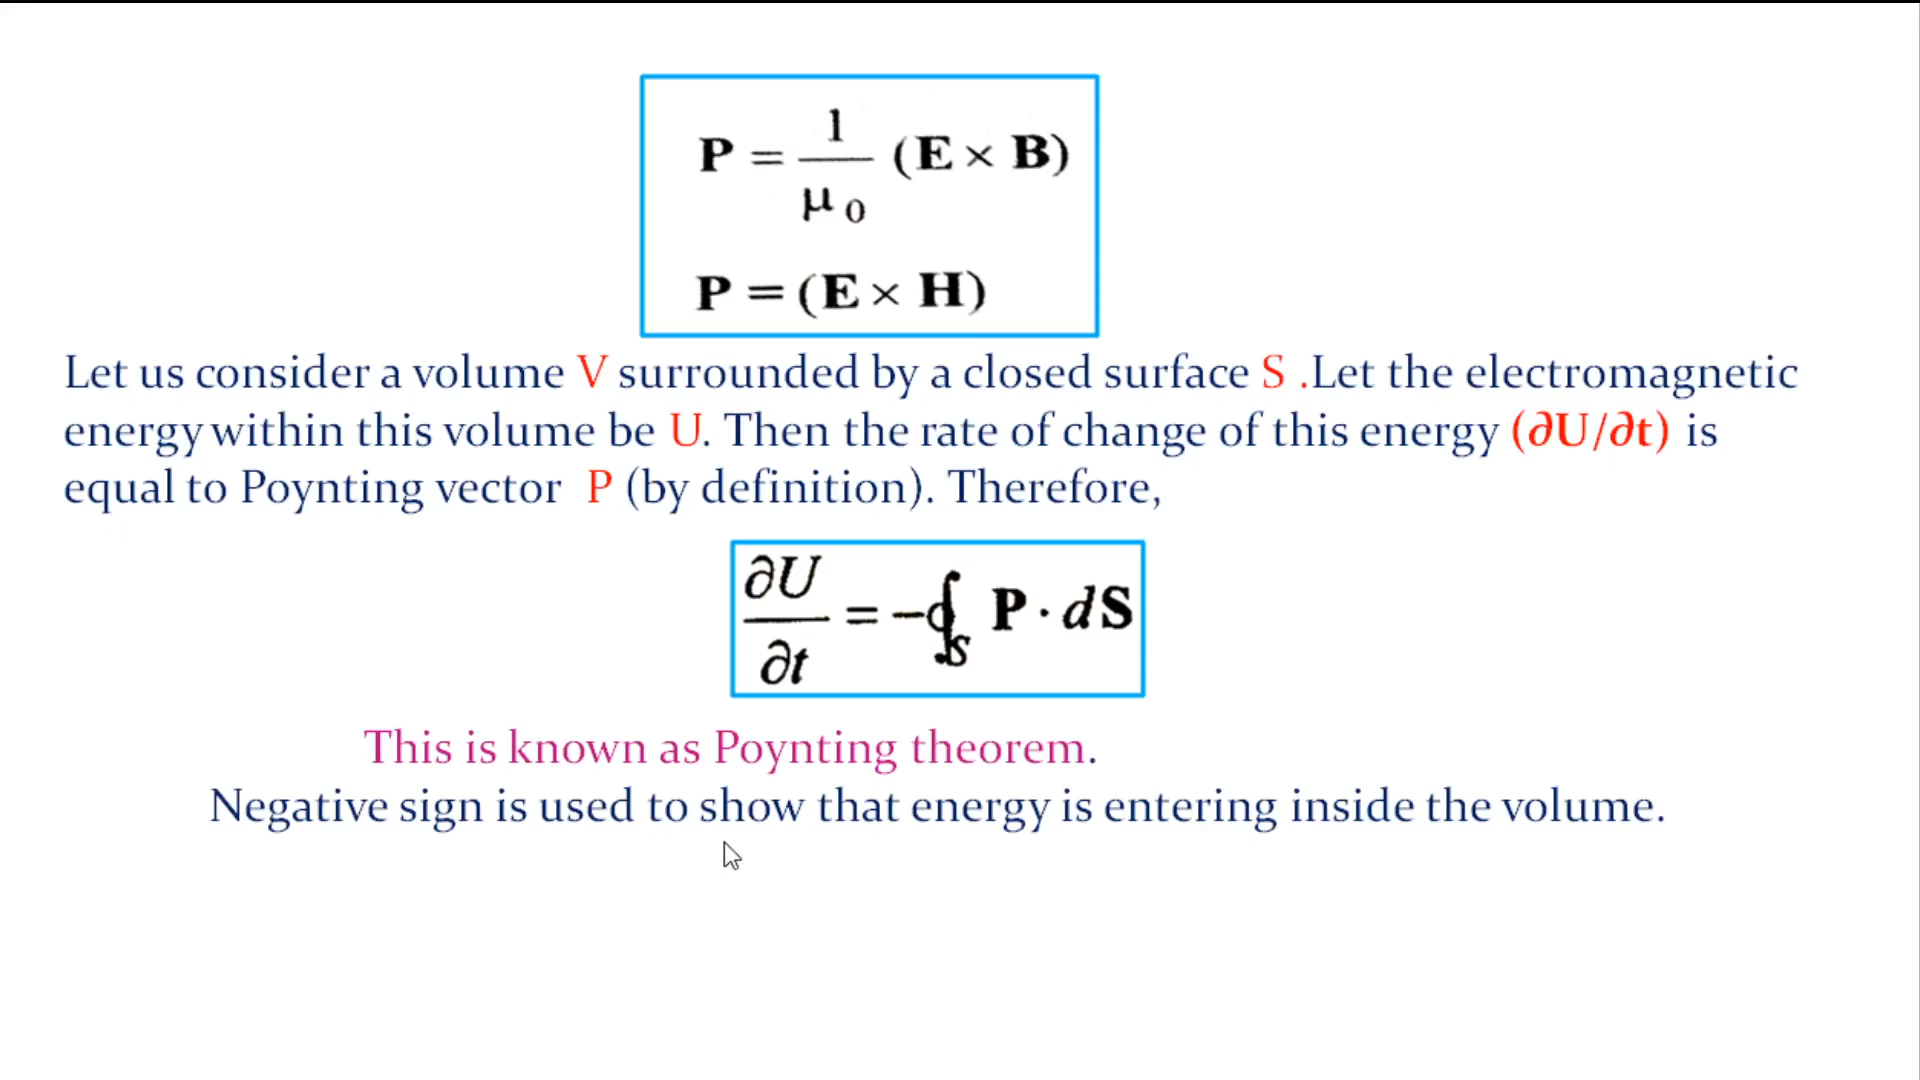 P = 1/μ₀ (E × B)
P = (E × H)
Let us consider a volume V surrounded by a closed surface S .Let the electromagnetic
energy within this volume be U. Then the rate of change of this energy (∂U/∂t) is
equal to Poynting vector P (by definition). Therefore,
∂U/∂t = -∮S P · dS
This is known as Poynting theorem.
Negative sign is used to show that energy is entering inside the volume.